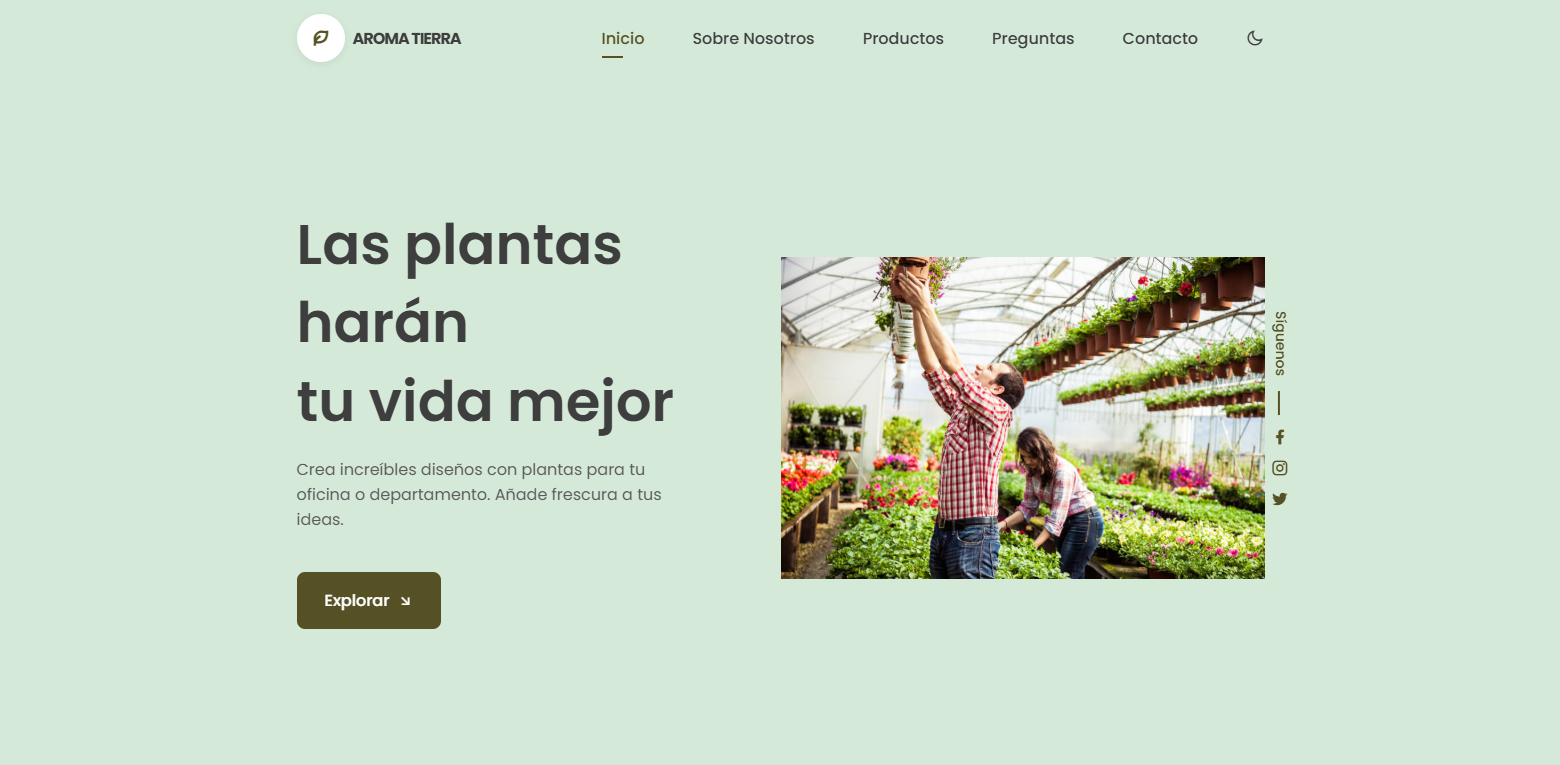 AROMA TIERRA
Inicio
Sobre Nosotros
Productos
Preguntas
Contacto
Las plantas
harán
tu vida mejor
Crea increíbles diseños con plantas para tu
oficina o departamento. Añade frescura a tus
ideas.
Explorar
Síguenos